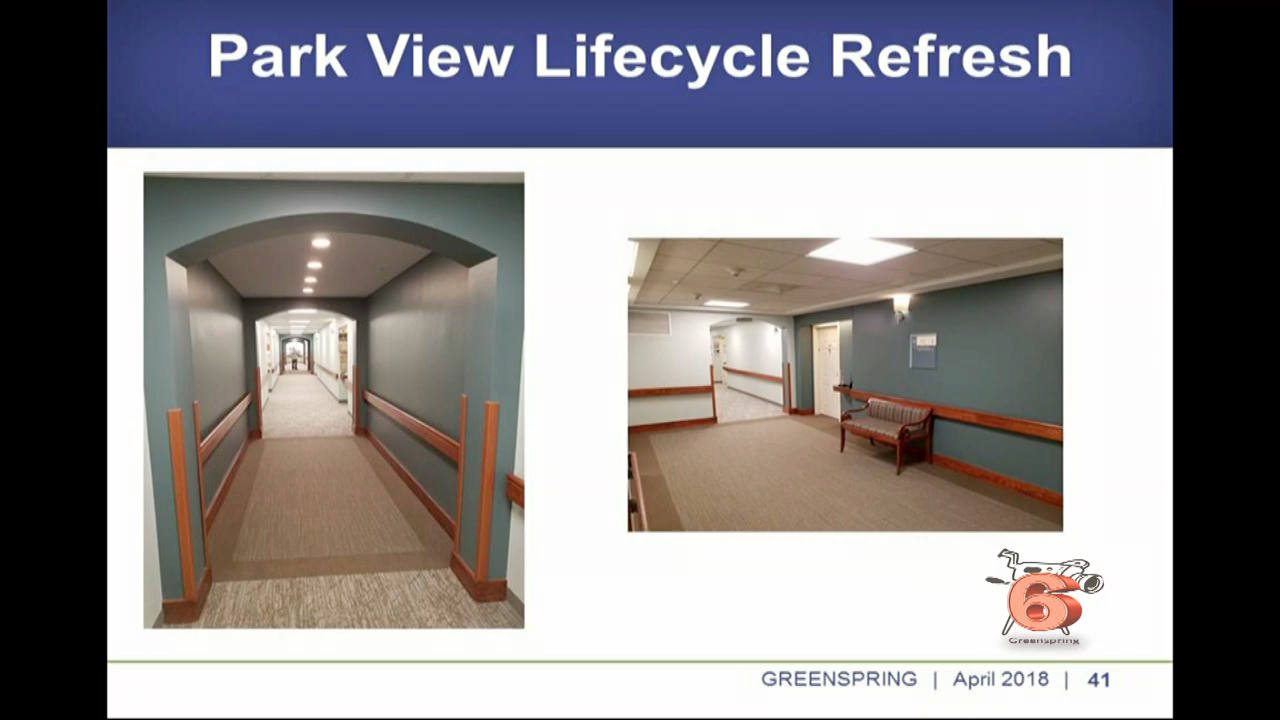 Park View Lifecycle Refresh
6
Greenspring
GREENSPRING | April 2018 | 41